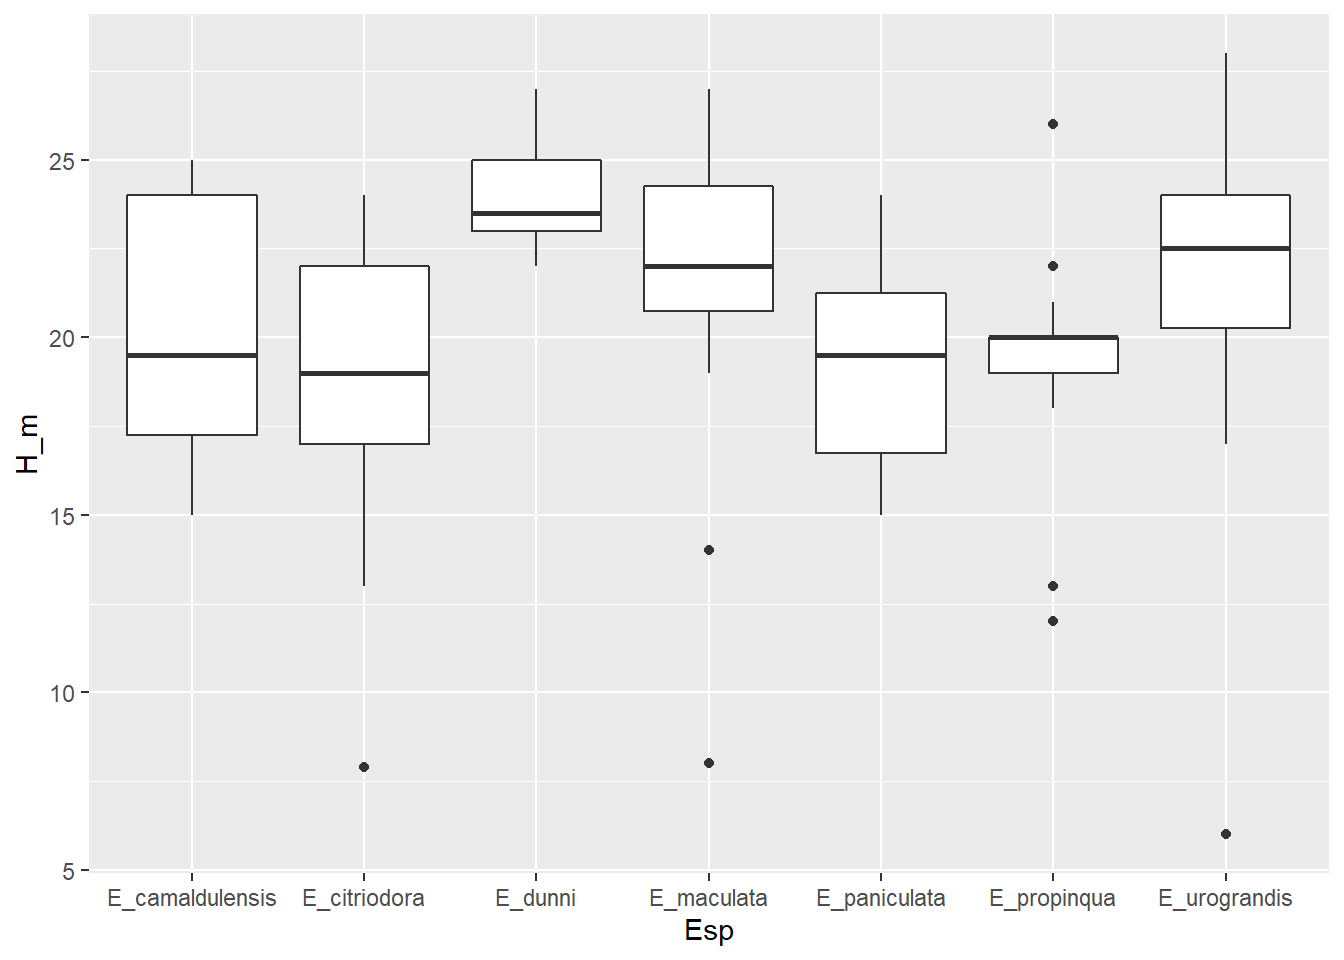 H_m
25
20
15
10
5
E_camaldulensis E_citriodora E_dunni E_maculata E_paniculata E_propinqua E_urograndis
Esp